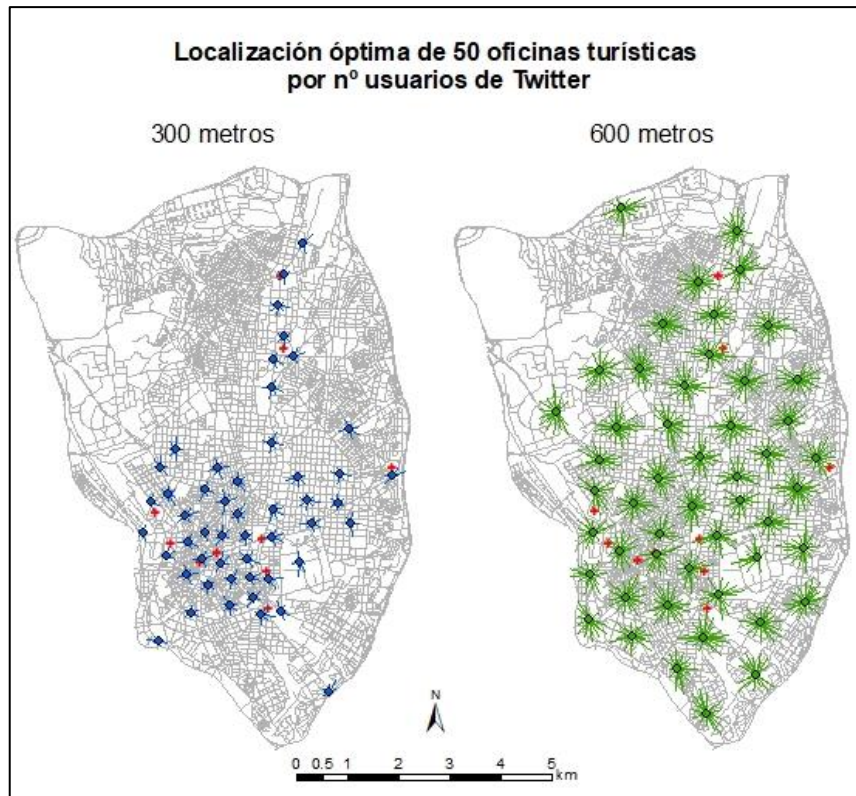 Localización óptima de 50 oficinas turísticas
por nº usuarios de Twitter
300 metros
600 metros
N
0 0.5 1 2 3 4 5
km